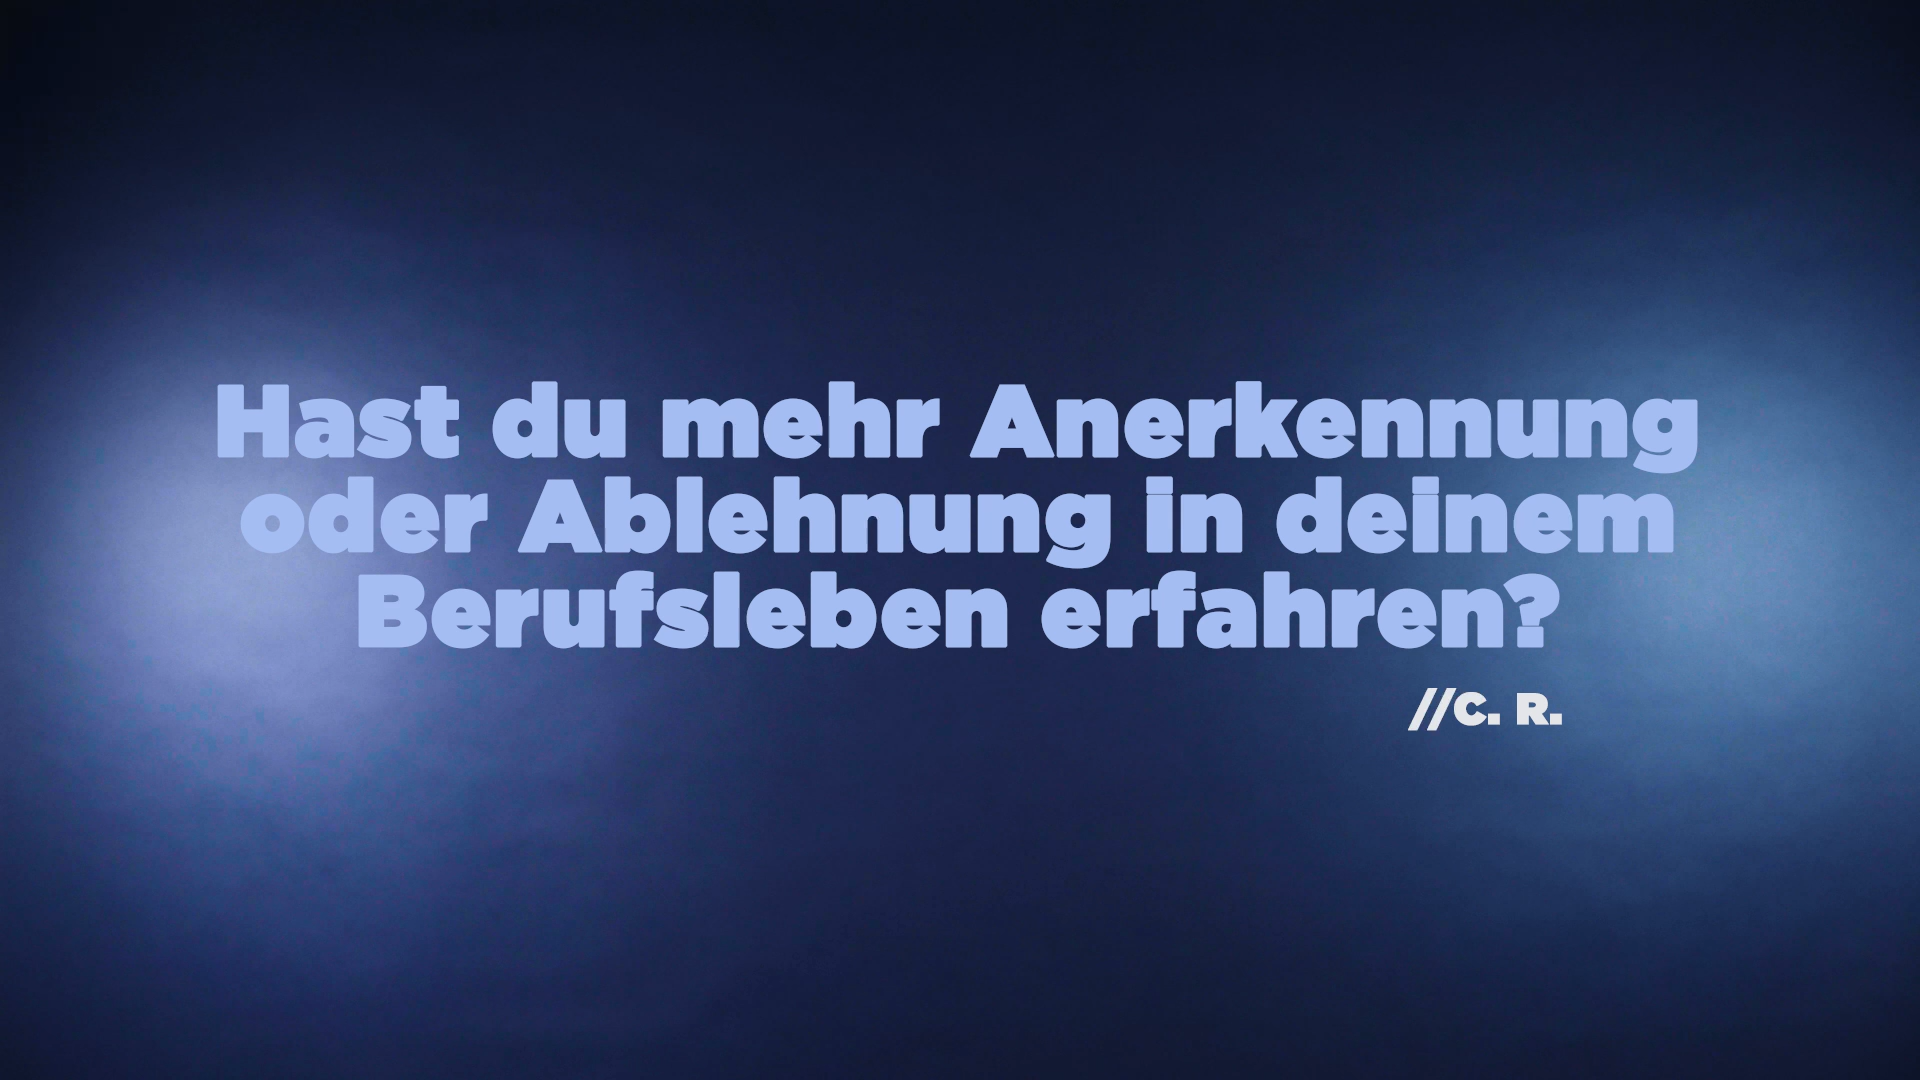 Hast du mehr Anerkennung
oder Ablehnung in deinem
Berufsleben erfahren?
//C. R.